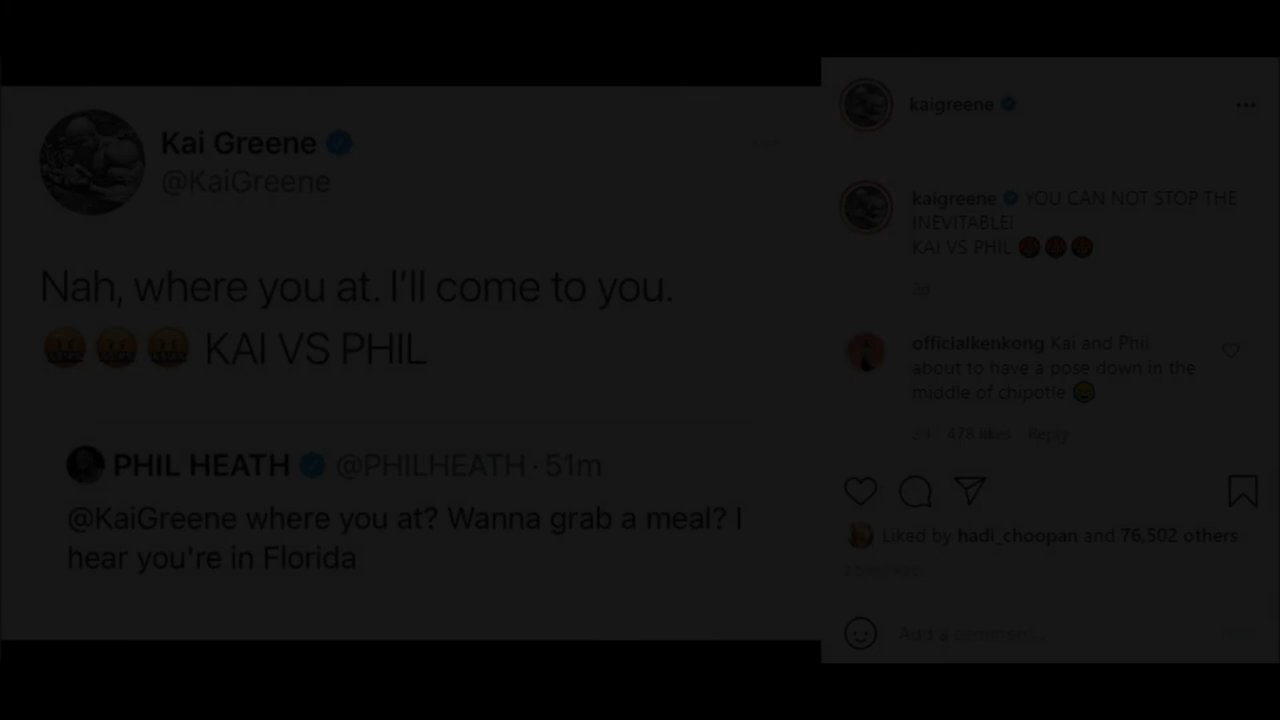 Kai Greene
@KaiGreene
Nah, where you at. I'll come to you.
🤬🤬🤬 KAI VS PHIL
PHIL HEATH @PHILHEATH · 51m
@KaiGreene where you at? Wanna grab a meal? I
hear you're in Florida
kaigreene
kaigreene YOU CAN NOT STOP THE
INEVITABLE!
KAI VS PHIL 🤬🤬🤬
officialkenkong Kai and Phil
about to have a pose down in the
middle of chipotle 😂
478 likes Reply
Liked by hadi_choopan and 76,502 others
Add a comment...